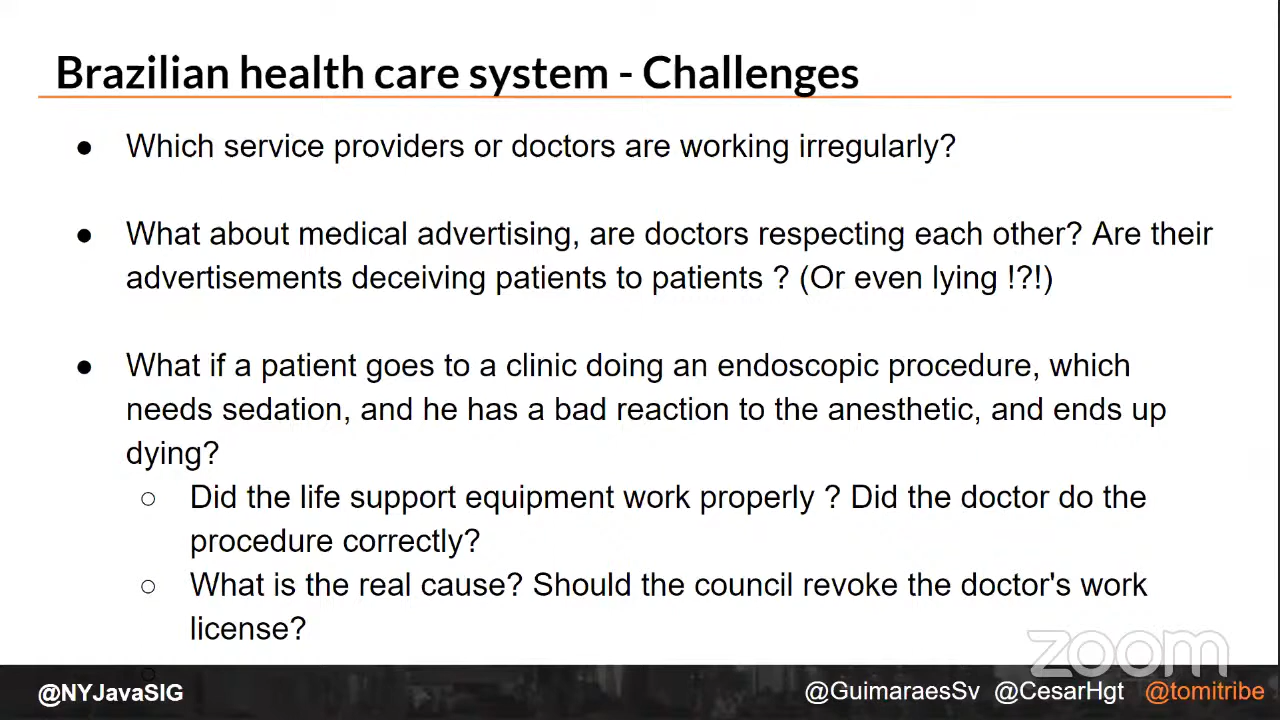 Brazilian health care system - Challenges
● Which service providers or doctors are working irregularly?
● What about medical advertising, are doctors respecting each other? Are their
advertisements deceiving patients to patients ? (Or even lying !?!)
● What if a patient goes to a clinic doing an endoscopic procedure, which
needs sedation, and he has a bad reaction to the anesthetic, and ends up
dying?
○ Did the life support equipment work properly ? Did the doctor do the
procedure correctly?
○ What is the real cause? Should the council revoke the doctor's work
license?
zoom
@NYJavaSIG
@GuimaraesSv @CesarHgt @tomitribe